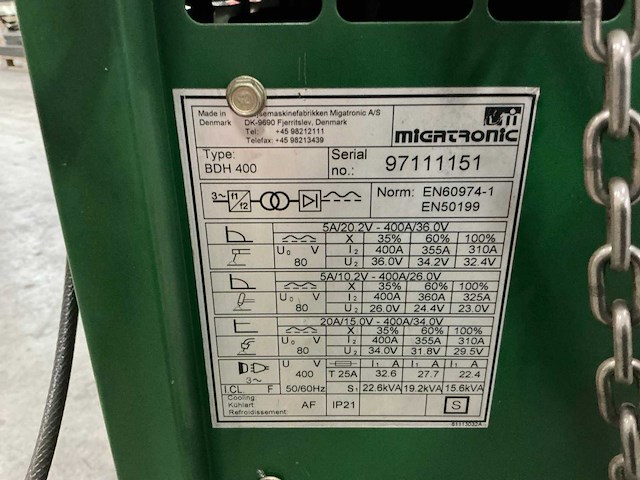 Made in
Denmark
Migatronic A/S
DK-9690 Fjerritslev, Denmark
Tel: +45 98212111
Telefax: +45 98213439
MIGATRONIC
Type:
BDH 400
Serial
no.: 97111151
3~ f1 f2
Norm: EN60974-1
EN50199
5A/20.2V - 400A/36.0V
X 35% 60% 100%
U₀ V I₂ 400A 355A 310A
80 U₂ 36.0V 34.2V 32.4V
5A/10.2V - 400A/26.0V
X 35% 60% 100%
U₀ V I₂ 400A 360A 325A
80 U₂ 26.0V 24.4V 23.0V
20A/15.0V - 400A/34.0V
X 35% 60% 100%
U₀ V I₂ 400A 355A 310A
80 U₂ 34.0V 31.8V 29.5V
U V I₁ A I₁ A I₁ A
3~ 400 T 25A 32.6 27.7 22.4
I.CL. F 50/60Hz S₁ 22.6kVA 19.2kVA 15.6kVA
Cooling
Kühlart AF IP21 S
Refroidissement: